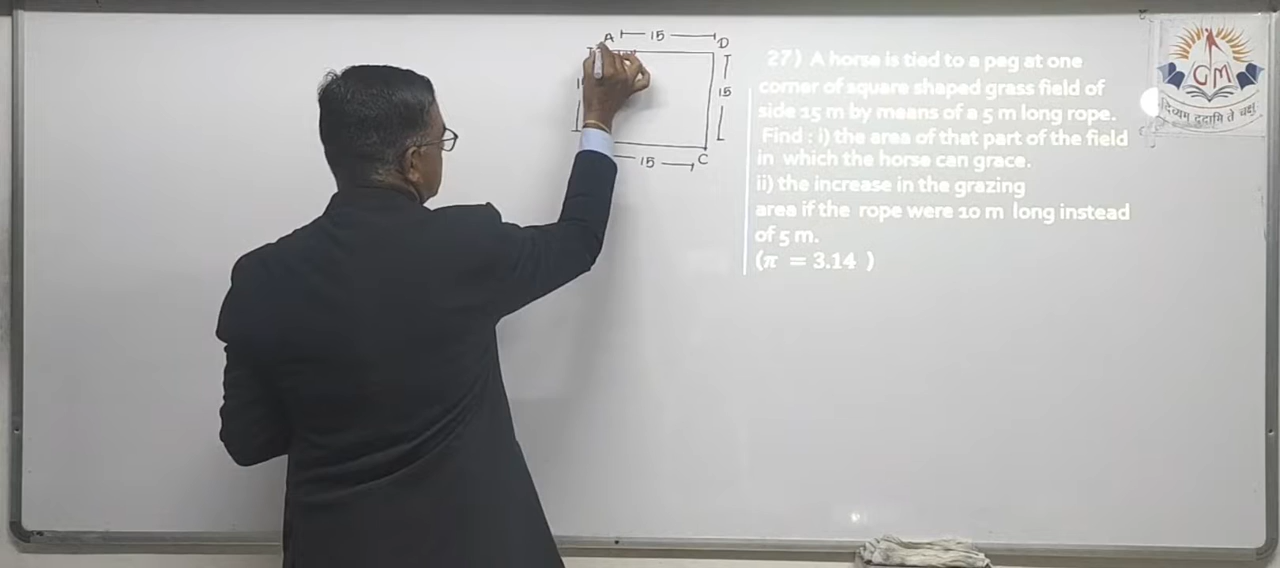 A 15 D
15
15 C
27) A horse is tied to a peg at one
corner of square shaped grass field of
side 15 m by means of a 5 m long rope.
Find : i) the area of that part of the field
in which the horse can grace.
ii) the increase in the grazing
area if the rope were 10 m long instead
of 5 m.
(π = 3.14 )
GM
दिव्यम ददामि ते चक्षु